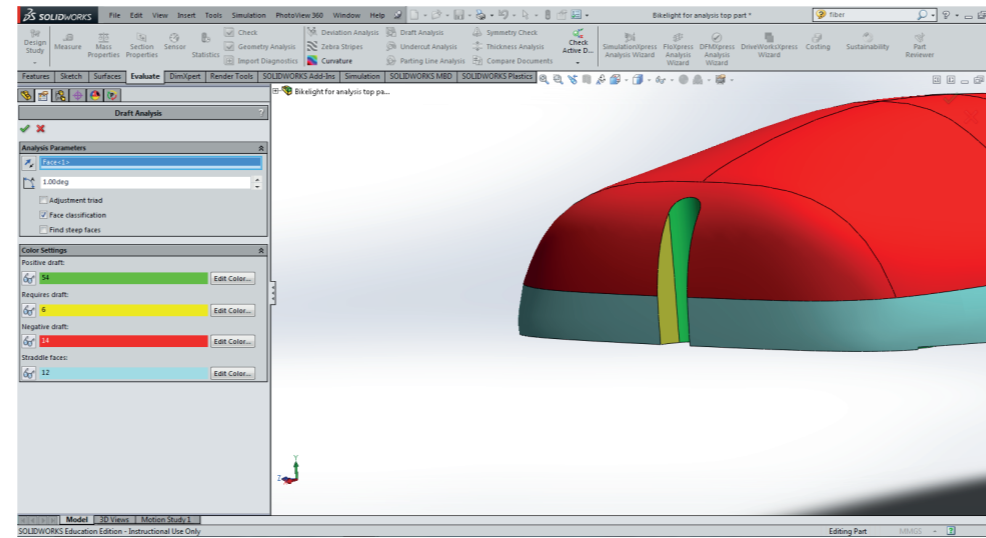 SOLIDWORKS File Edit View Insert Tools Simulation PhotoView 360 Window Help Bikelight for analysis top part * fiber
Design Study
Measure
Mass Properties
Section Properties
Sensor
Statistics
Check
Geometry Analysis
Import Diagnostics
Deviation Analysis
Zebra Stripes
Curvature
Draft Analysis
Undercut Analysis
Parting Line Analysis
Symmetry Check
Thickness Analysis
Compare Documents
Check Active D...
SimulationXpress Analysis Wizard
FloXpress Analysis Wizard
DFMXpress Analysis Wizard
DriveWorksXpress Wizard
Costing
Sustainability
Part Reviewer
Features Sketch Surfaces Evaluate DimXpert Render Tools SOLIDWORKS Add-Ins Simulation SOLIDWORKS MBD SOLIDWORKS Plastics
Bikelight for analysis top pa...
Draft Analysis ?
Analysis Parameters
Face<1>
1.00deg
Adjustment triad
Face classification
Find steep faces
Color Settings
Positive draft:
54 Edit Color...
Requires draft:
6 Edit Color...
Negative draft:
14 Edit Color...
Straddle faces:
12 Edit Color...
Y
Z
Model 3D Views Motion Study 1
SOLIDWORKS Education Edition - Instructional Use Only Editing Part MMGS